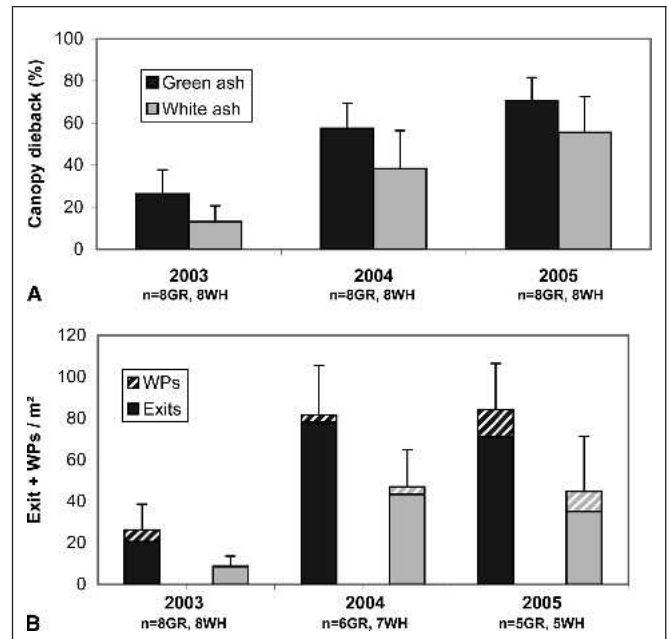 100
80
60
40
20
0
Canopy dieback (%)
Green ash
White ash
2003 2004 2005
n=8GR, 8WH n=8GR, 8WH n=8GR, 8WH
A
120
100
80
60
40
20
0
Exit + WPs / m²
WPs
Exits
2003 2004 2005
n=8GR, 8WH n=6GR, 7WH n=5GR, 5WH
B